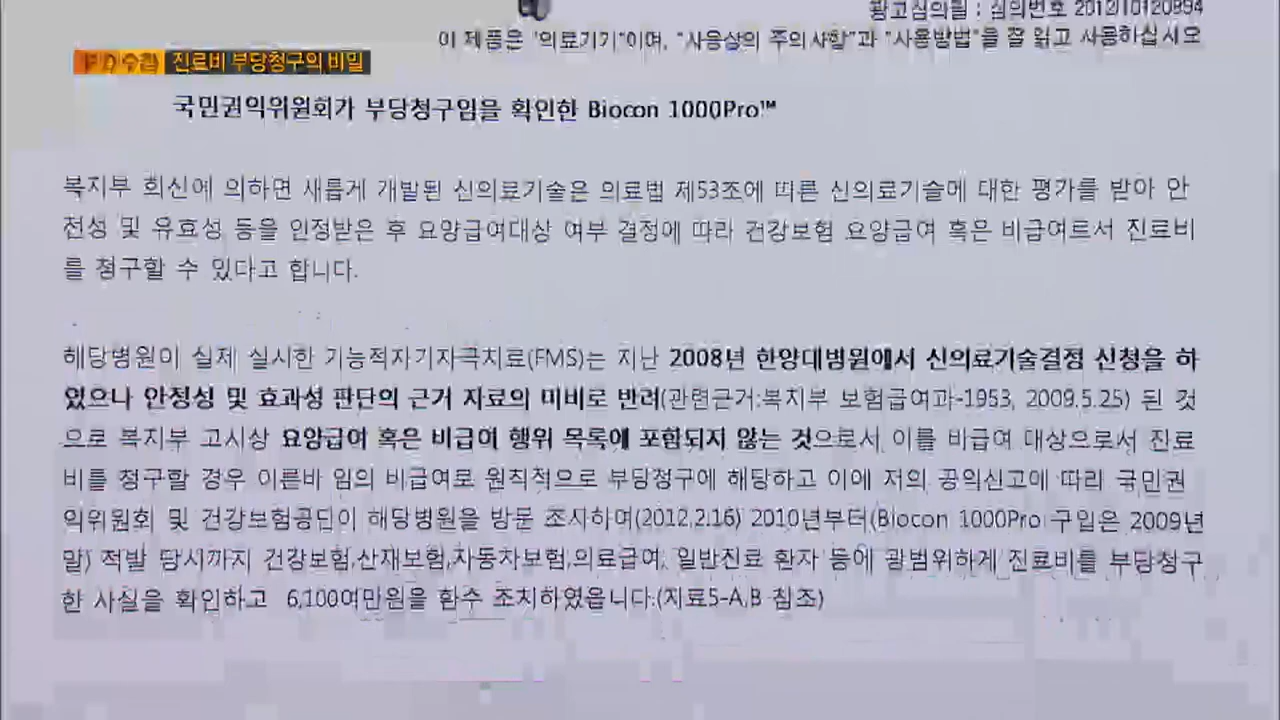 광고심의필 : 심의번호 2012/10120994
이 제품은 '의료기기"이며, "사용상의 주의사항"과 "사용방법"을 잘 읽고 사용하십시오
PD수첩 진료비 부당청구의 비밀
국민권익위원회가 부당청구임을 확인한 Biocon 1000Pro™
복지부 회신에 의하면 새롭게 개발된 신의료기술은 의료법 제53조에 따른 신의료기술에 대한 평가를 받아 안
전성 및 유효성 등을 인정받은 후 요양급여대상 여부 결정에 따라 건강보험 요양급여 혹은 비급여로서 진료비
를 청구할 수 있다고 합니다.
해당병원이 실제 실시한 기능적자기자극치료(FMS)는 지난 2008년 한양대병원에서 신의료기술결정 신청을 하
였으나 안정성 및 효과성 판단의 근거 자료의 미비로 반려(관련근거:복지부 보험급여과-1953, 2009.5.25) 된 것
으로 복지부 고시상 요양급여 혹은 비급여 행위 목록에 포함되지 않는 것으로서 이를 비급여 대상으로서 진료
비를 청구할 경우 이른바 임의 비급여로 원칙적으로 부당청구에 해당하고 이에 저의 공익신고에 따라 국민권
익위원회 및 건강보험공단이 해당병원을 방문 조사하여(2012.2.16) 2010년부터(Biocon 1000Pro 구입은 2009년
말) 적발 당시까지 건강보험,산재보험,자동차보험,의료급여, 일반진료 환자 등에 광범위하게 진료비를 부당청구
한 사실을 확인하고 6,100여만원을 환수 조치하였읍니다.(자료5-A,B 참조)